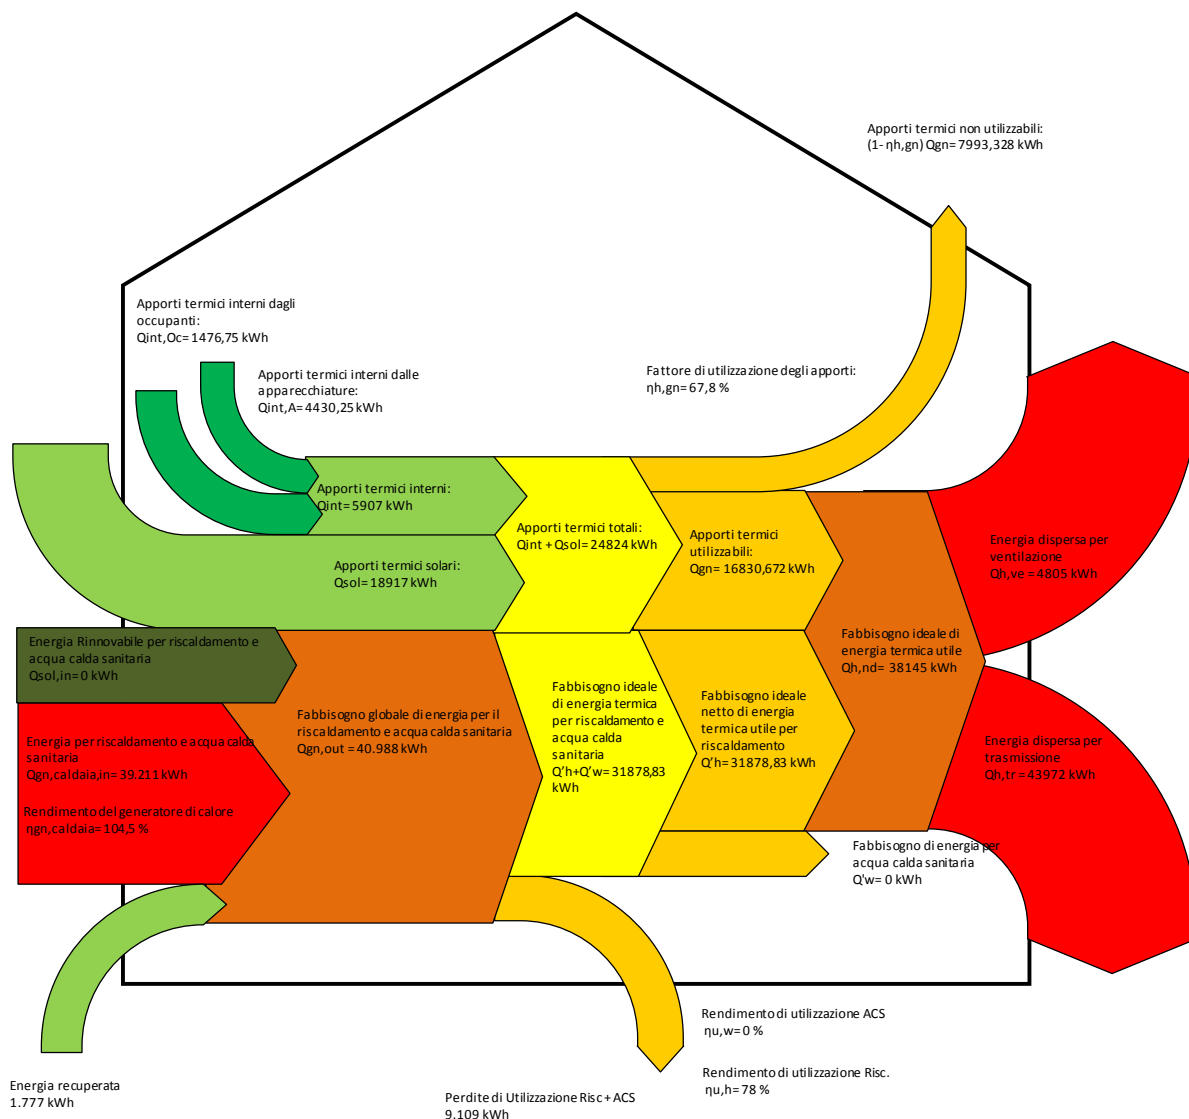 Apporti termici non utilizzabili:
(1- ηh,gn) Qgn= 7993,328 kWh
Apporti termici interni dagli
occupanti:
Qint,Oc= 1476,75 kWh
Apporti termici interni dalle
apparecchiature:
Qint,A= 4430,25 kWh
Fattore di utilizzazione degli apporti:
ηh,gn= 67,8 %
Apporti termici interni:
Qint= 5907 kWh
Apporti termici totali:
Qint + Qsol= 24824 kWh
Apporti termici
utilizzabili:
Qgn= 16830,672 kWh
Energia dispersa per
ventilazione
Qh,ve = 4805 kWh
Apporti termici solari:
Qsol= 18917 kWh
Energia Rinnovabile per riscaldamento e
acqua calda sanitaria
Qsol,in= 0 kWh
Fabbisogno ideale di
energia termica utile
Qh,nd= 38145 kWh
Fabbisogno globale di energia per il
riscaldamento e acqua calda sanitaria
Qgn,out = 40.988 kWh
Fabbisogno ideale
di energia termica
per riscaldamento e
acqua calda
sanitaria
Q'h+Q'w= 31878,83
kWh
Fabbisogno ideale
netto di energia
termica utile per
riscaldamento
Q'h= 31878,83 kWh
Energia per riscaldamento e acqua calda
sanitaria
Qgn,caldaia,in= 39.211 kWh
Rendimento del generatore di calore
ηgn,caldaia= 104,5 %
Energia dispersa per
trasmissione
Qh,tr= 43972 kWh
Fabbisogno di energia per
acqua calda sanitaria
Q'w= 0 kWh
Rendimento di utilizzazione ACS
ηu,w= 0 %
Rendimento di utilizzazione Risc.
ηu,h= 78 %
Energia recuperata
1.777 kWh
Perdite di Utilizzazione Risc + ACS
9.109 kWh